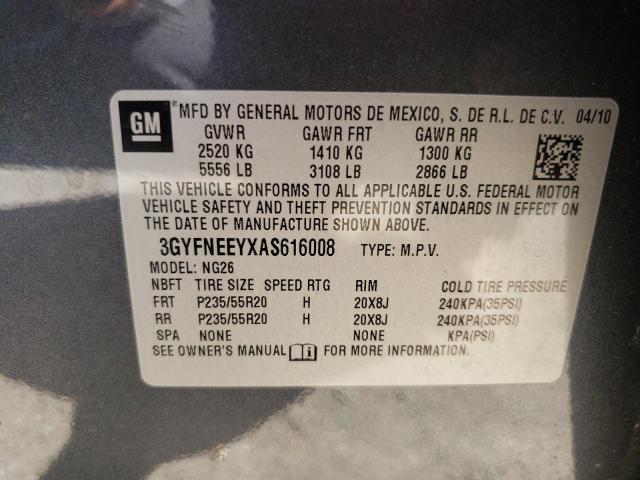 GM ® MFD BY GENERAL MOTORS DE MEXICO, S. DE R.L. DE C.V. 04/10
GVWR GAWR FRT GAWR RR
2520 KG 1410 KG 1300 KG
5556 LB 3108 LB 2866 LB
THIS VEHICLE CONFORMS TO ALL APPLICABLE U.S. FEDERAL MOTOR
VEHICLE SAFETY AND THEFT PREVENTION STANDARDS IN EFFECT ON
THE DATE OF MANUFACTURE SHOWN ABOVE.
3GYFNEEYXAS616008 TYPE: M.P.V.
MODEL: NG26
NBFT TIRE SIZE SPEED RTG RIM COLD TIRE PRESSURE
FRT P235/55R20 H 20X8J 240KPA(35PSI)
RR P235/55R20 H 20X8J 240KPA(35PSI)
SPA NONE NONE KPA(PSI)
SEE OWNER'S MANUAL i FOR MORE INFORMATION.